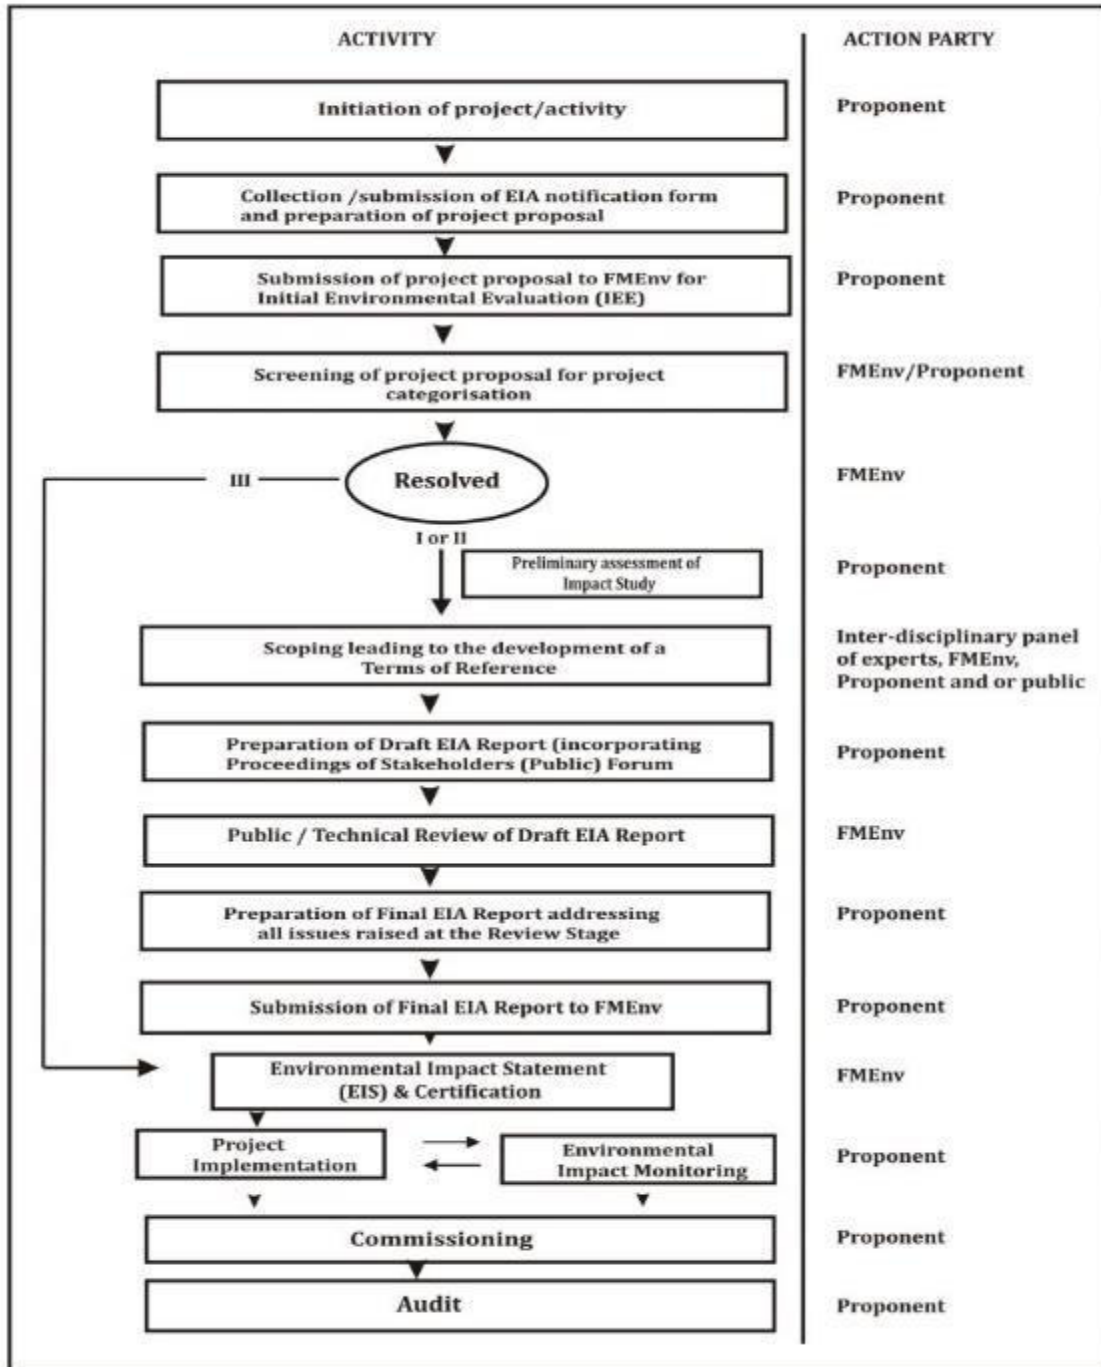 ACTIVITY
ACTION PARTY
Initiation of project/activity
Proponent
Collection /submission of EIA notification form
and preparation of project proposal
Proponent
Submission of project proposal to FMEnv for
Initial Environmental Evaluation (IEE)
Proponent
Screening of project proposal for project
categorisation
FMEnv/Proponent
III
Resolved
FMEnv
I or II
Preliminary assessment of
Impact Study
Proponent
Scoping leading to the development of a
Terms of Reference
Inter-disciplinary panel
of experts, FMEnv,
Proponent and or public
Preparation of Draft EIA Report (incorporating
Proceedings of Stakeholders (Public) Forum
Proponent
Public / Technical Review of Draft EIA Report
FMEnv
Preparation of Final EIA Report addressing
all issues raised at the Review Stage
Proponent
Submission of Final EIA Report to FMEnv
Proponent
Environmental Impact Statement
(EIS) & Certification
FMEnv
Project
Implementation
Environmental
Impact Monitoring
Proponent
Commissioning
Proponent
Audit
Proponent